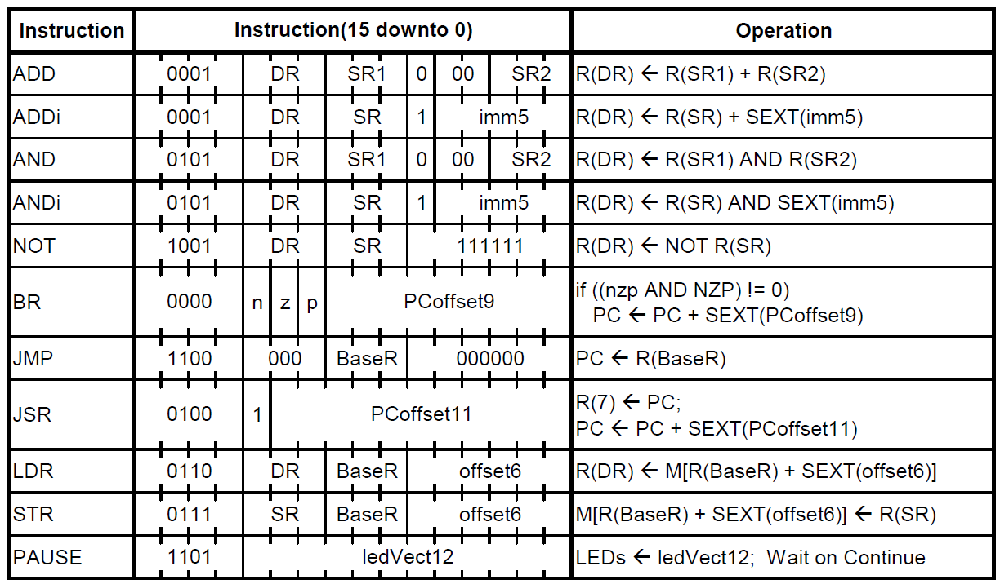 Instruction Instruction(15 downto 0) Operation
ADD 0001 DR SR1 0 00 SR2 R(DR) ← R(SR1) + R(SR2)
ADDi 0001 DR SR 1 imm5 R(DR) ← R(SR) + SEXT(imm5)
AND 0101 DR SR1 0 00 SR2 R(DR) ← R(SR1) AND R(SR2)
ANDi 0101 DR SR 1 imm5 R(DR) ← R(SR) AND SEXT(imm5)
NOT 1001 DR SR 111111 R(DR) ← NOT R(SR)
BR 0000 n z p PCoffset9 if ((nzp AND NZP) != 0)
PC ← PC + SEXT(PCoffset9)
JMP 1100 000 BaseR 000000 PC ← R(BaseR)
JSR 0100 1 PCoffset11 R(7) ← PC;
PC ← PC + SEXT(PCoffset11)
LDR 0110 DR BaseR offset6 R(DR) ← M[R(BaseR) + SEXT(offset6)]
STR 0111 SR BaseR offset6 M[R(BaseR) + SEXT(offset6)] ← R(SR)
PAUSE 1101 ledVect12 LEDs ← ledVect12; Wait on Continue